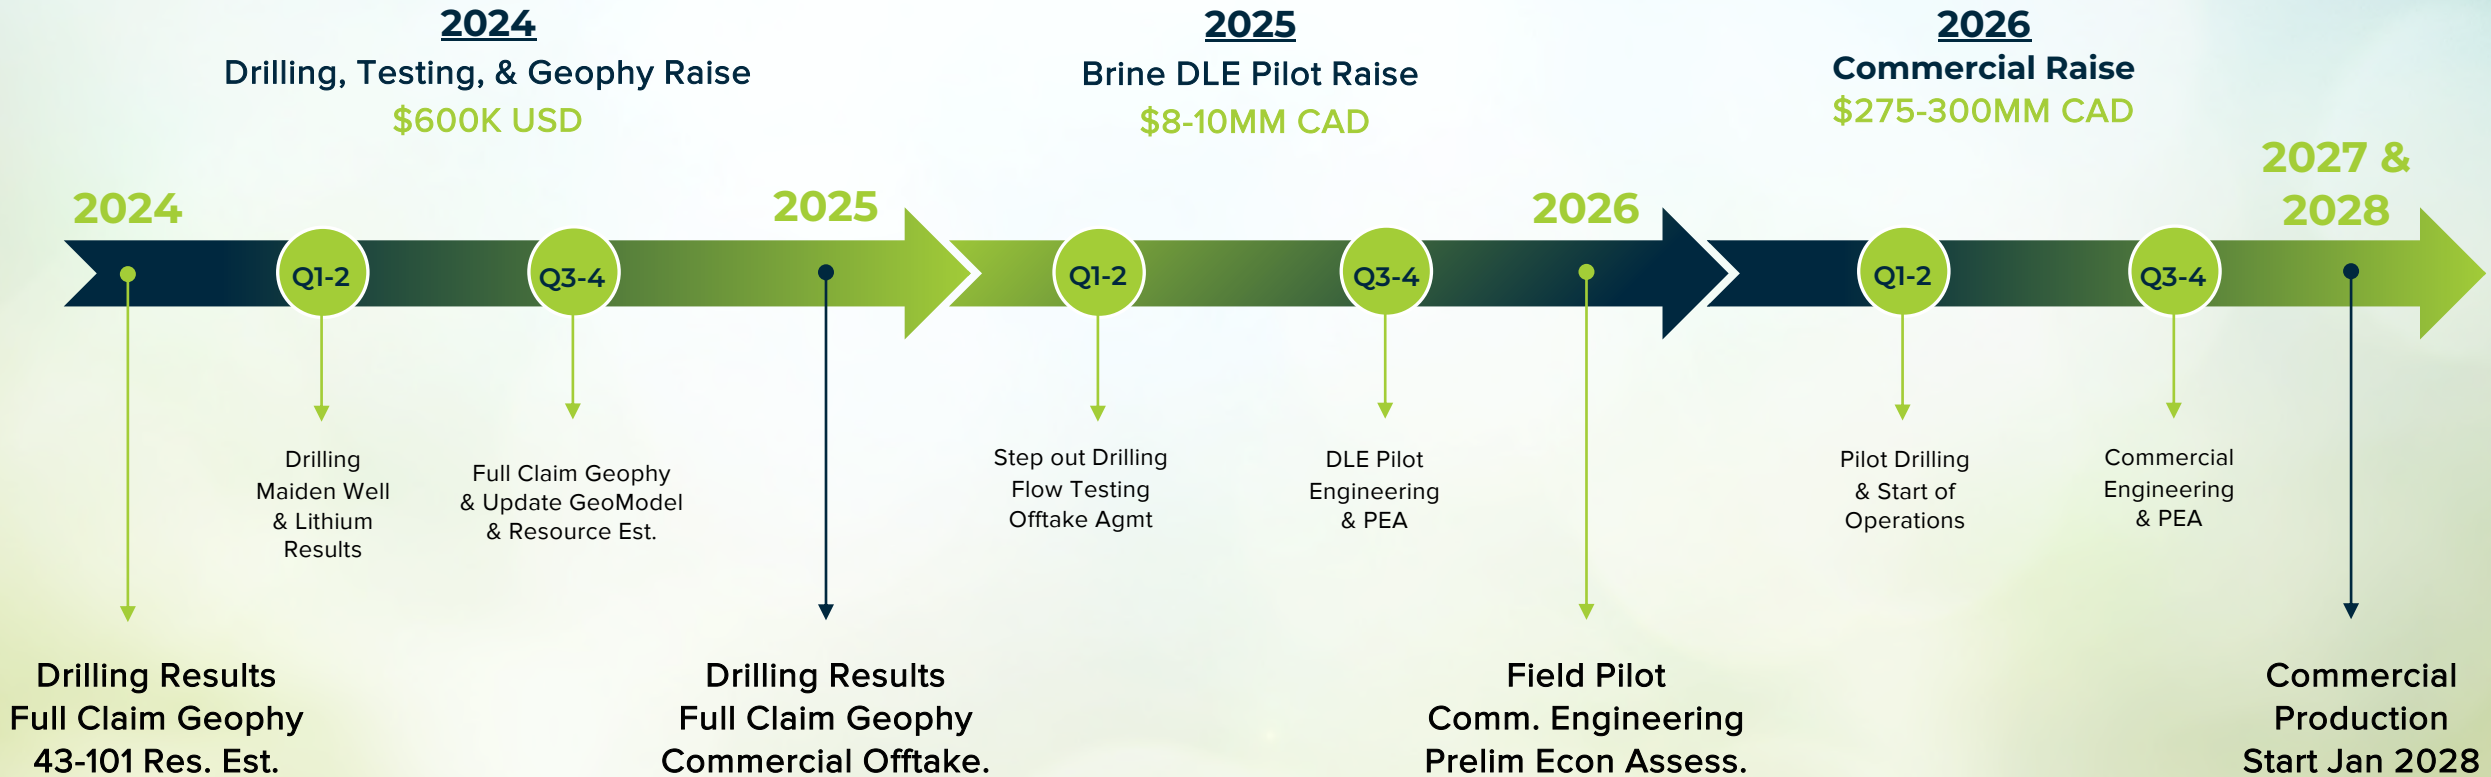 2024
Drilling, Testing, & Geophy Raise
$600K USD
2025
Brine DLE Pilot Raise
$8-10MM CAD
2026
Commercial Raise
$275-300MM CAD
2024
2025
2026
2027 &
2028
Q1-2
Q3-4
Q1-2
Q3-4
Q1-2
Q3-4
Drilling
Maiden Well
& Lithium
Results
Full Claim Geophy
& Update GeoModel
& Resource Est.
Step out Drilling
Flow Testing
Offtake Agmt
DLE Pilot
Engineering
& PEA
Pilot Drilling
& Start of
Operations
Commercial
Engineering
& PEA
Drilling Results
Full Claim Geophy
43-101 Res. Est.
Drilling Results
Full Claim Geophy
Commercial Offtake.
Field Pilot
Comm. Engineering
Prelim Econ Assess.
Commercial
Production
Start Jan 2028